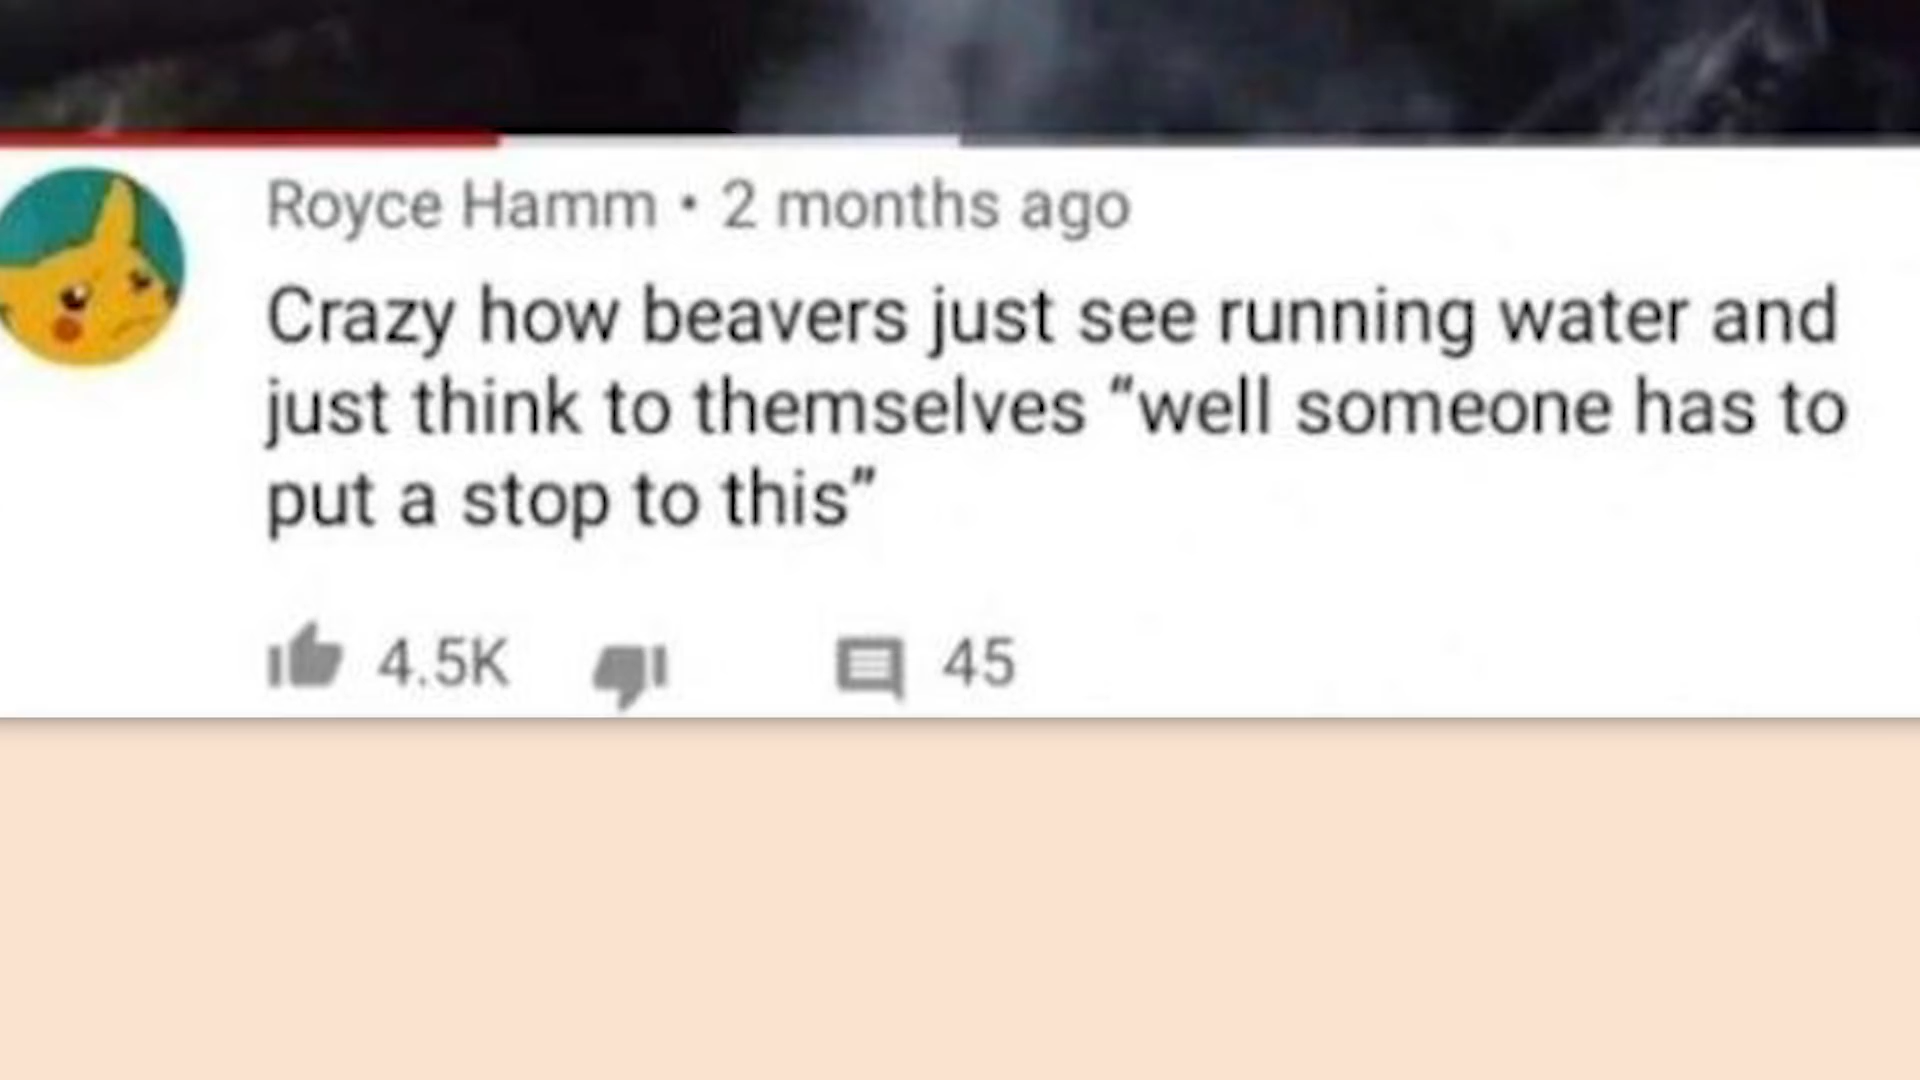 Royce Hamm • 2 months ago
Crazy how beavers just see running water and
just think to themselves “well someone has to
put a stop to this”
4.5K 45